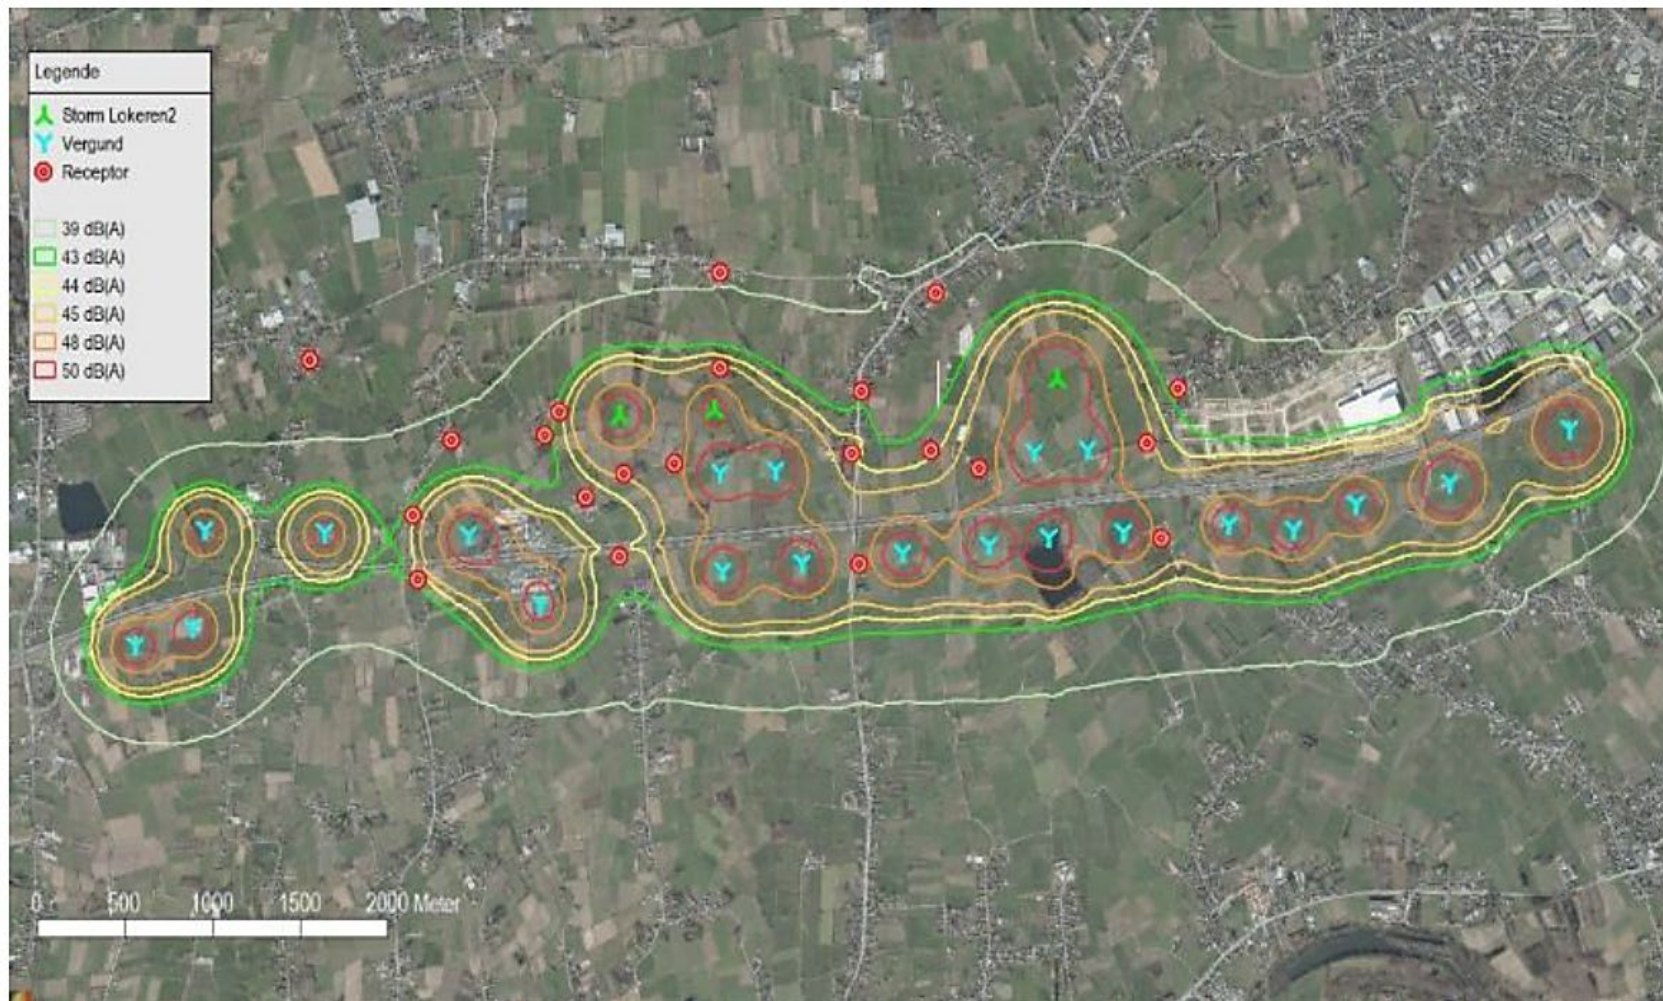 Legende
Storm Lokeren2
Vergund
Receptor
39 dB(A)
43 dB(A)
44 dB(A)
45 dB(A)
48 dB(A)
50 dB(A)
0 500 1000 1500 2000 Meter